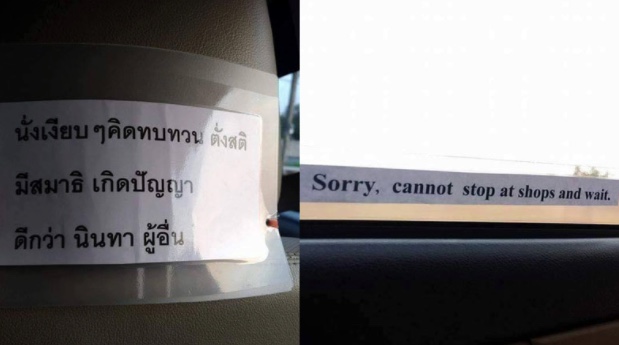 นั่งเงียบๆคิดทบทวน ตั้งสติ
มีสมาธิ เกิดปัญญา
ดีกว่า นินทา ผู้อื่น
Sorry, cannot stop at shops and wait.